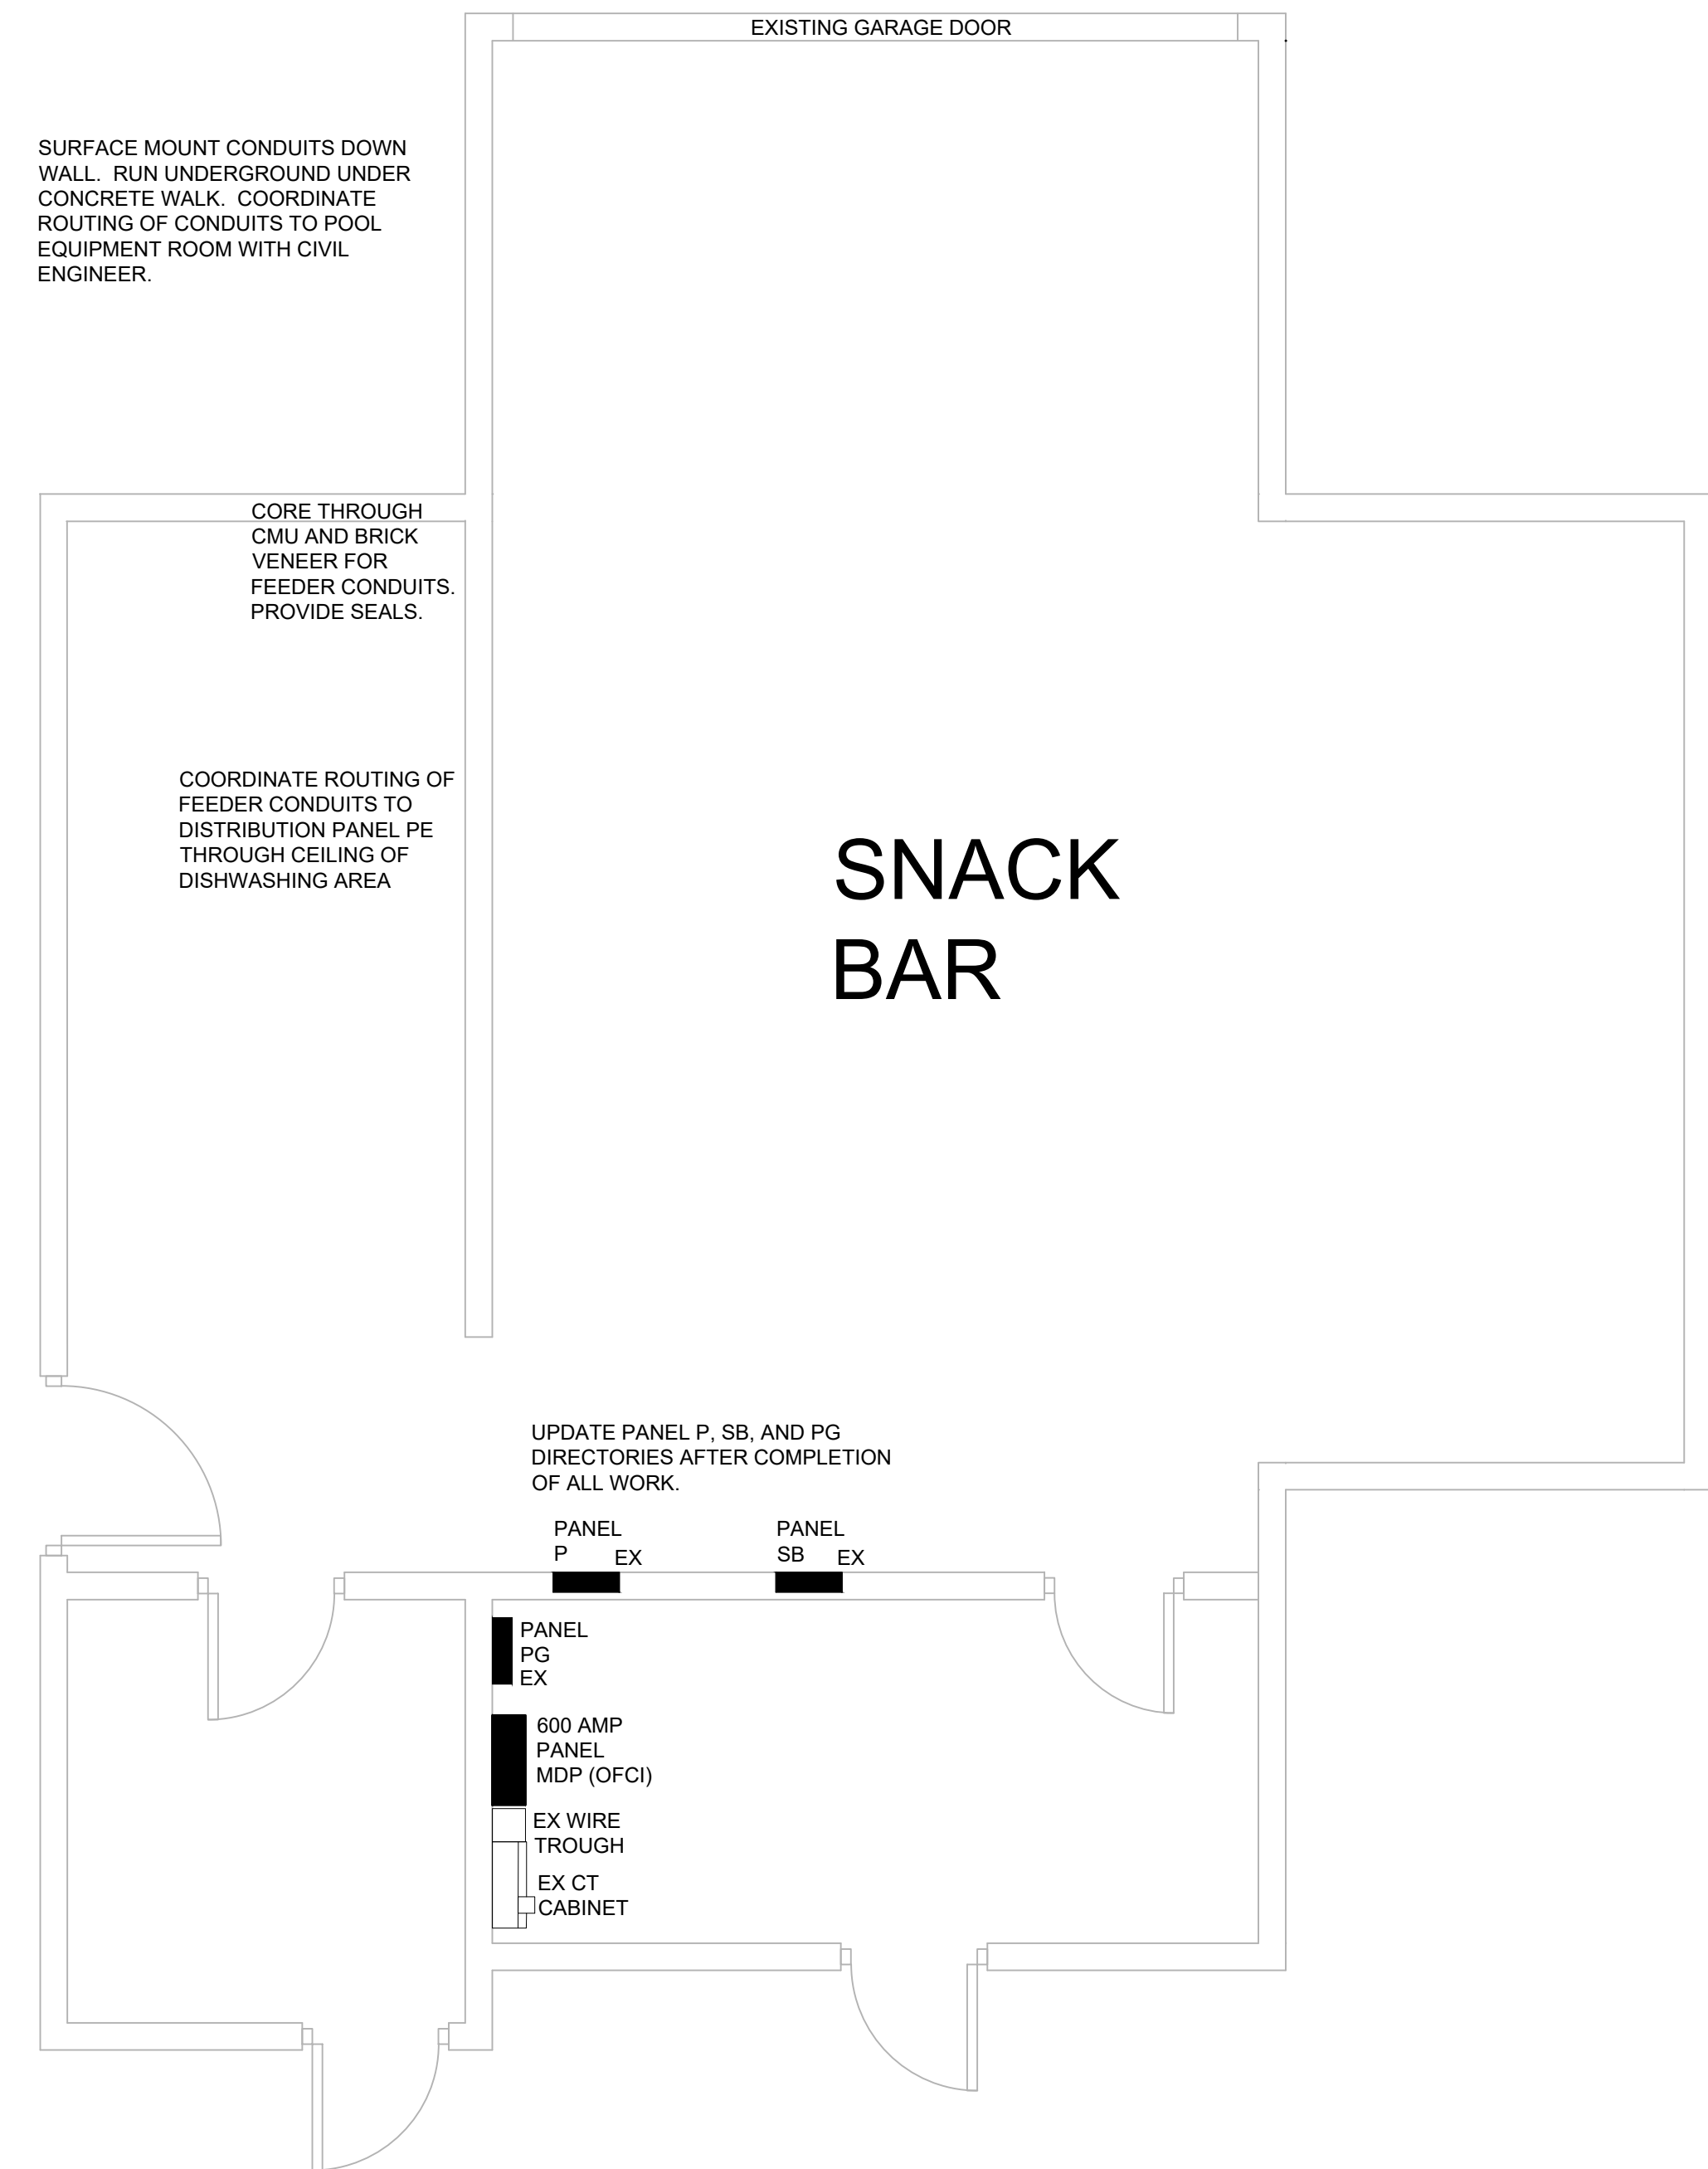 EXISTING GARAGE DOOR
SURFACE MOUNT CONDUITS DOWN
WALL.  RUN UNDERGROUND UNDER
CONCRETE WALK.  COORDINATE
ROUTING OF CONDUITS TO POOL
EQUIPMENT ROOM WITH CIVIL
ENGINEER.
CORE THROUGH
CMU AND BRICK
VENEER FOR
FEEDER CONDUITS.
PROVIDE SEALS.
COORDINATE ROUTING OF
FEEDER CONDUITS TO
DISTRIBUTION PANEL PE
THROUGH CEILING OF
DISHWASHING AREA
SNACK
BAR
UPDATE PANEL P, SB, AND PG
DIRECTORIES AFTER COMPLETION
OF ALL WORK.
PANEL
P EX
PANEL
SB EX
PANEL
PG
EX
600 AMP
PANEL
MDP (OFCI)
EX WIRE
TROUGH
EX CT
CABINET